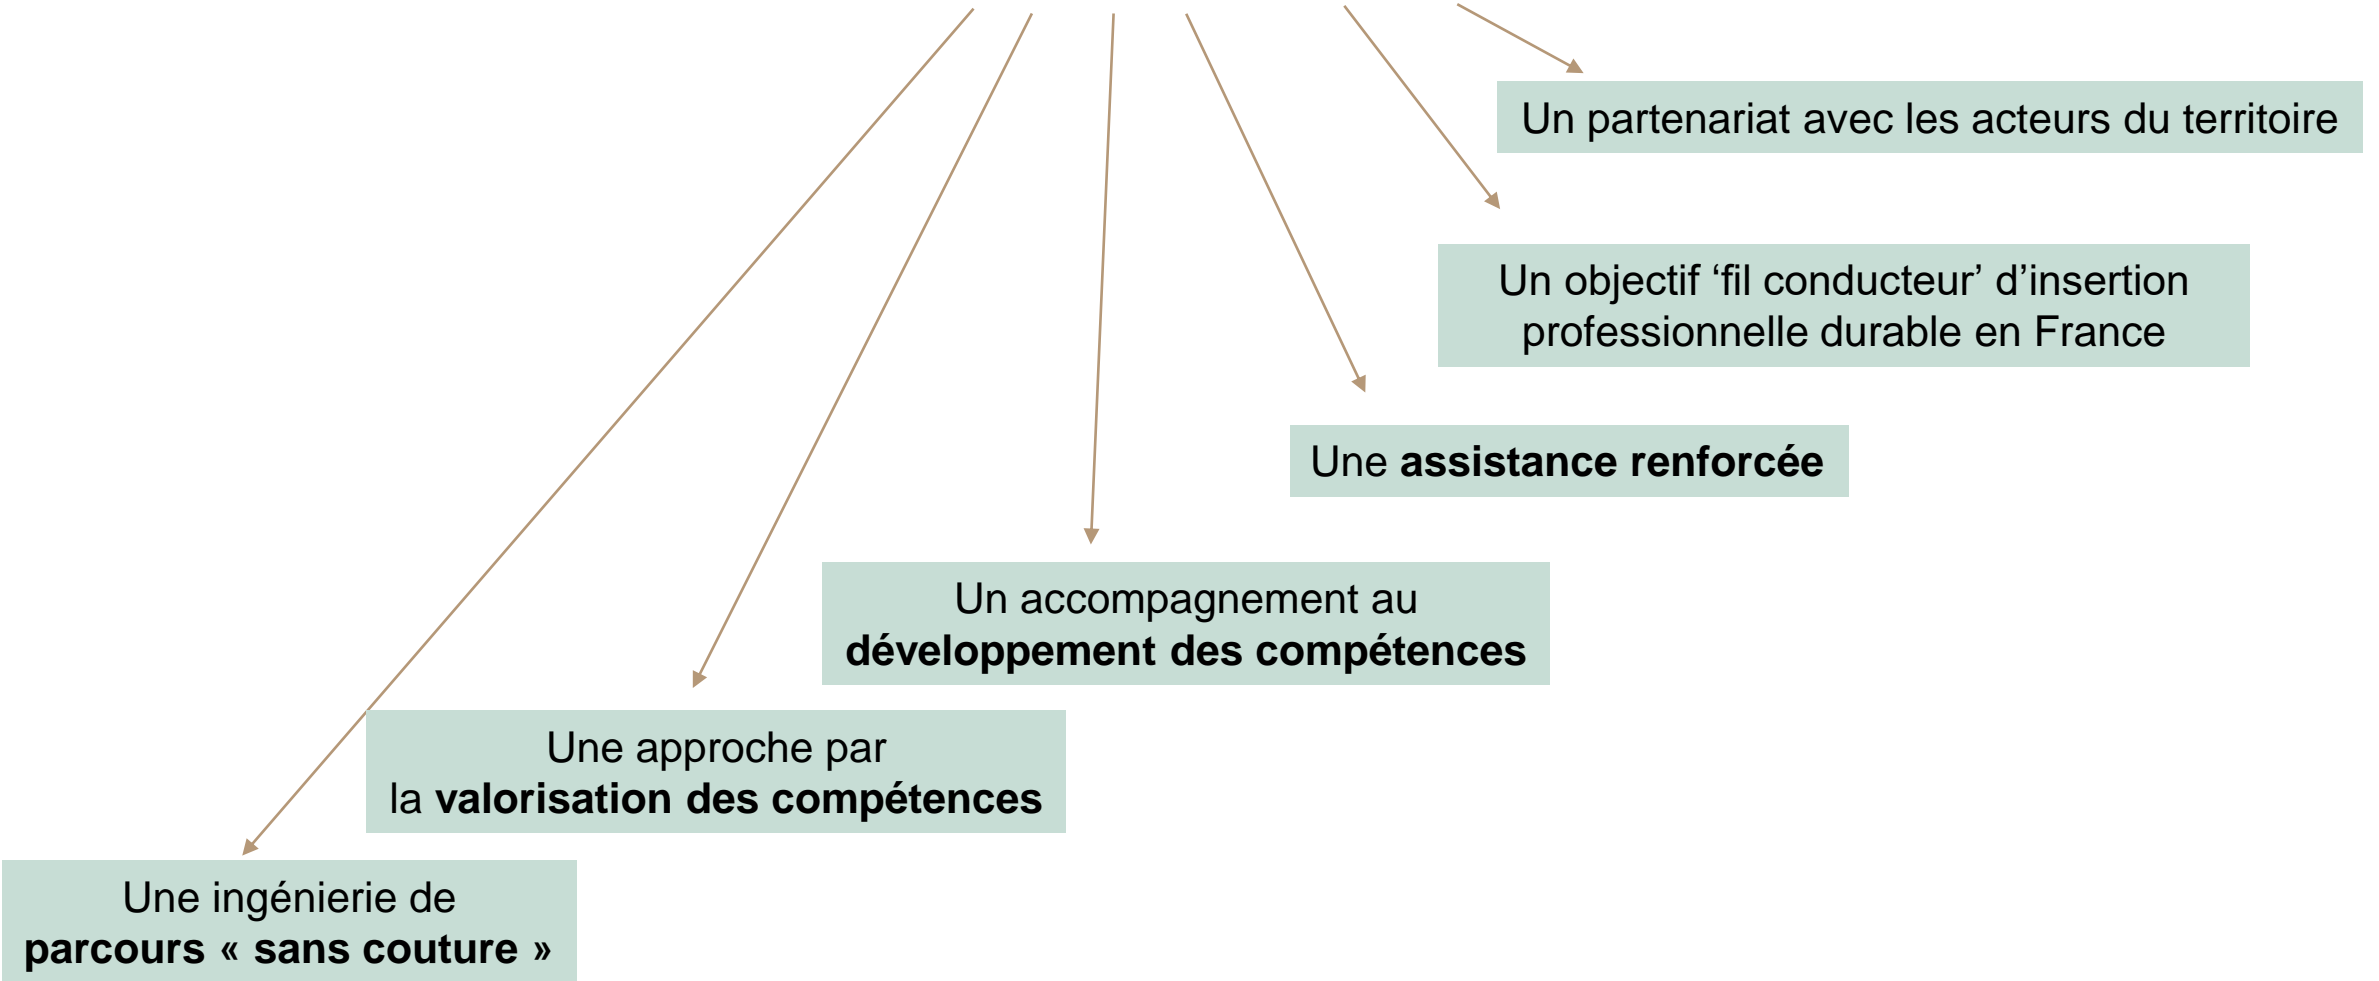 Un partenariat avec les acteurs du territoire
Un objectif ‘fil conducteur’ d’insertion
professionnelle durable en France
Une assistance renforcée
Un accompagnement au
développement des compétences
Une approche par
la valorisation des compétences
Une ingénierie de
parcours « sans couture »